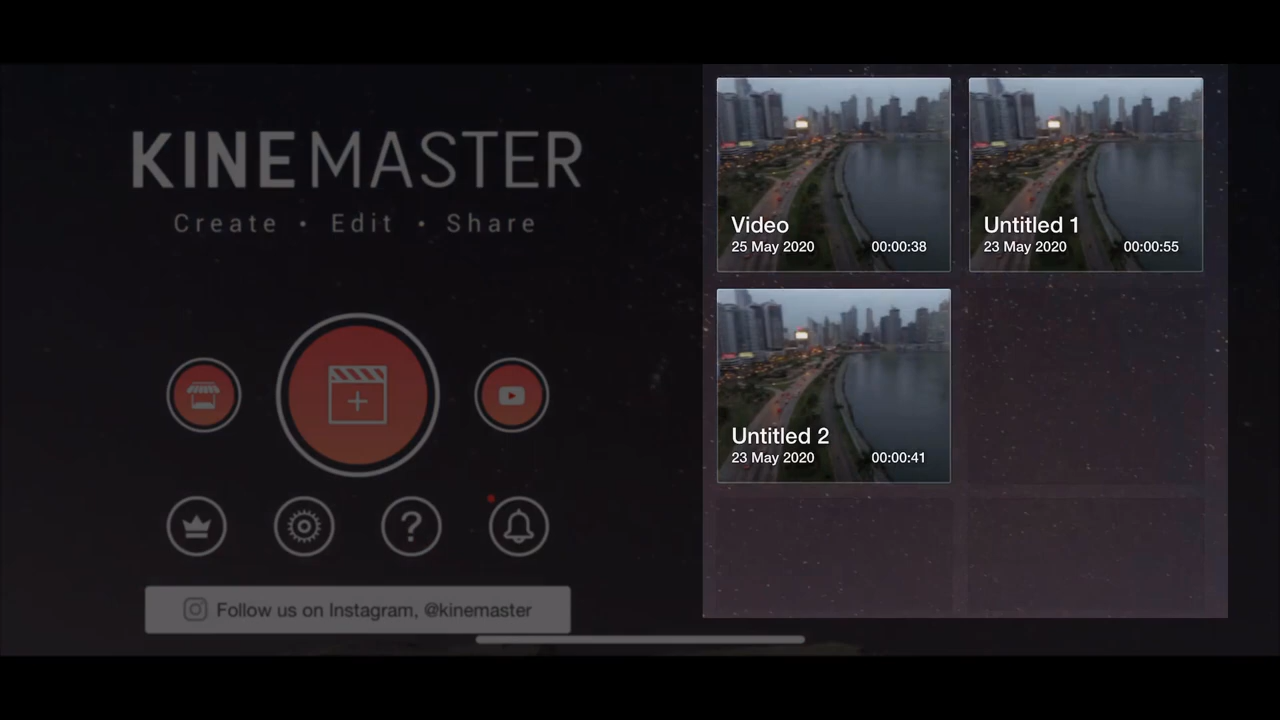 KINEMASTER
Create • Edit • Share
Follow us on Instagram, @kinemaster
Video
25 May 2020 00:00:38
Untitled 1
23 May 2020 00:00:55
Untitled 2
23 May 2020 00:00:41